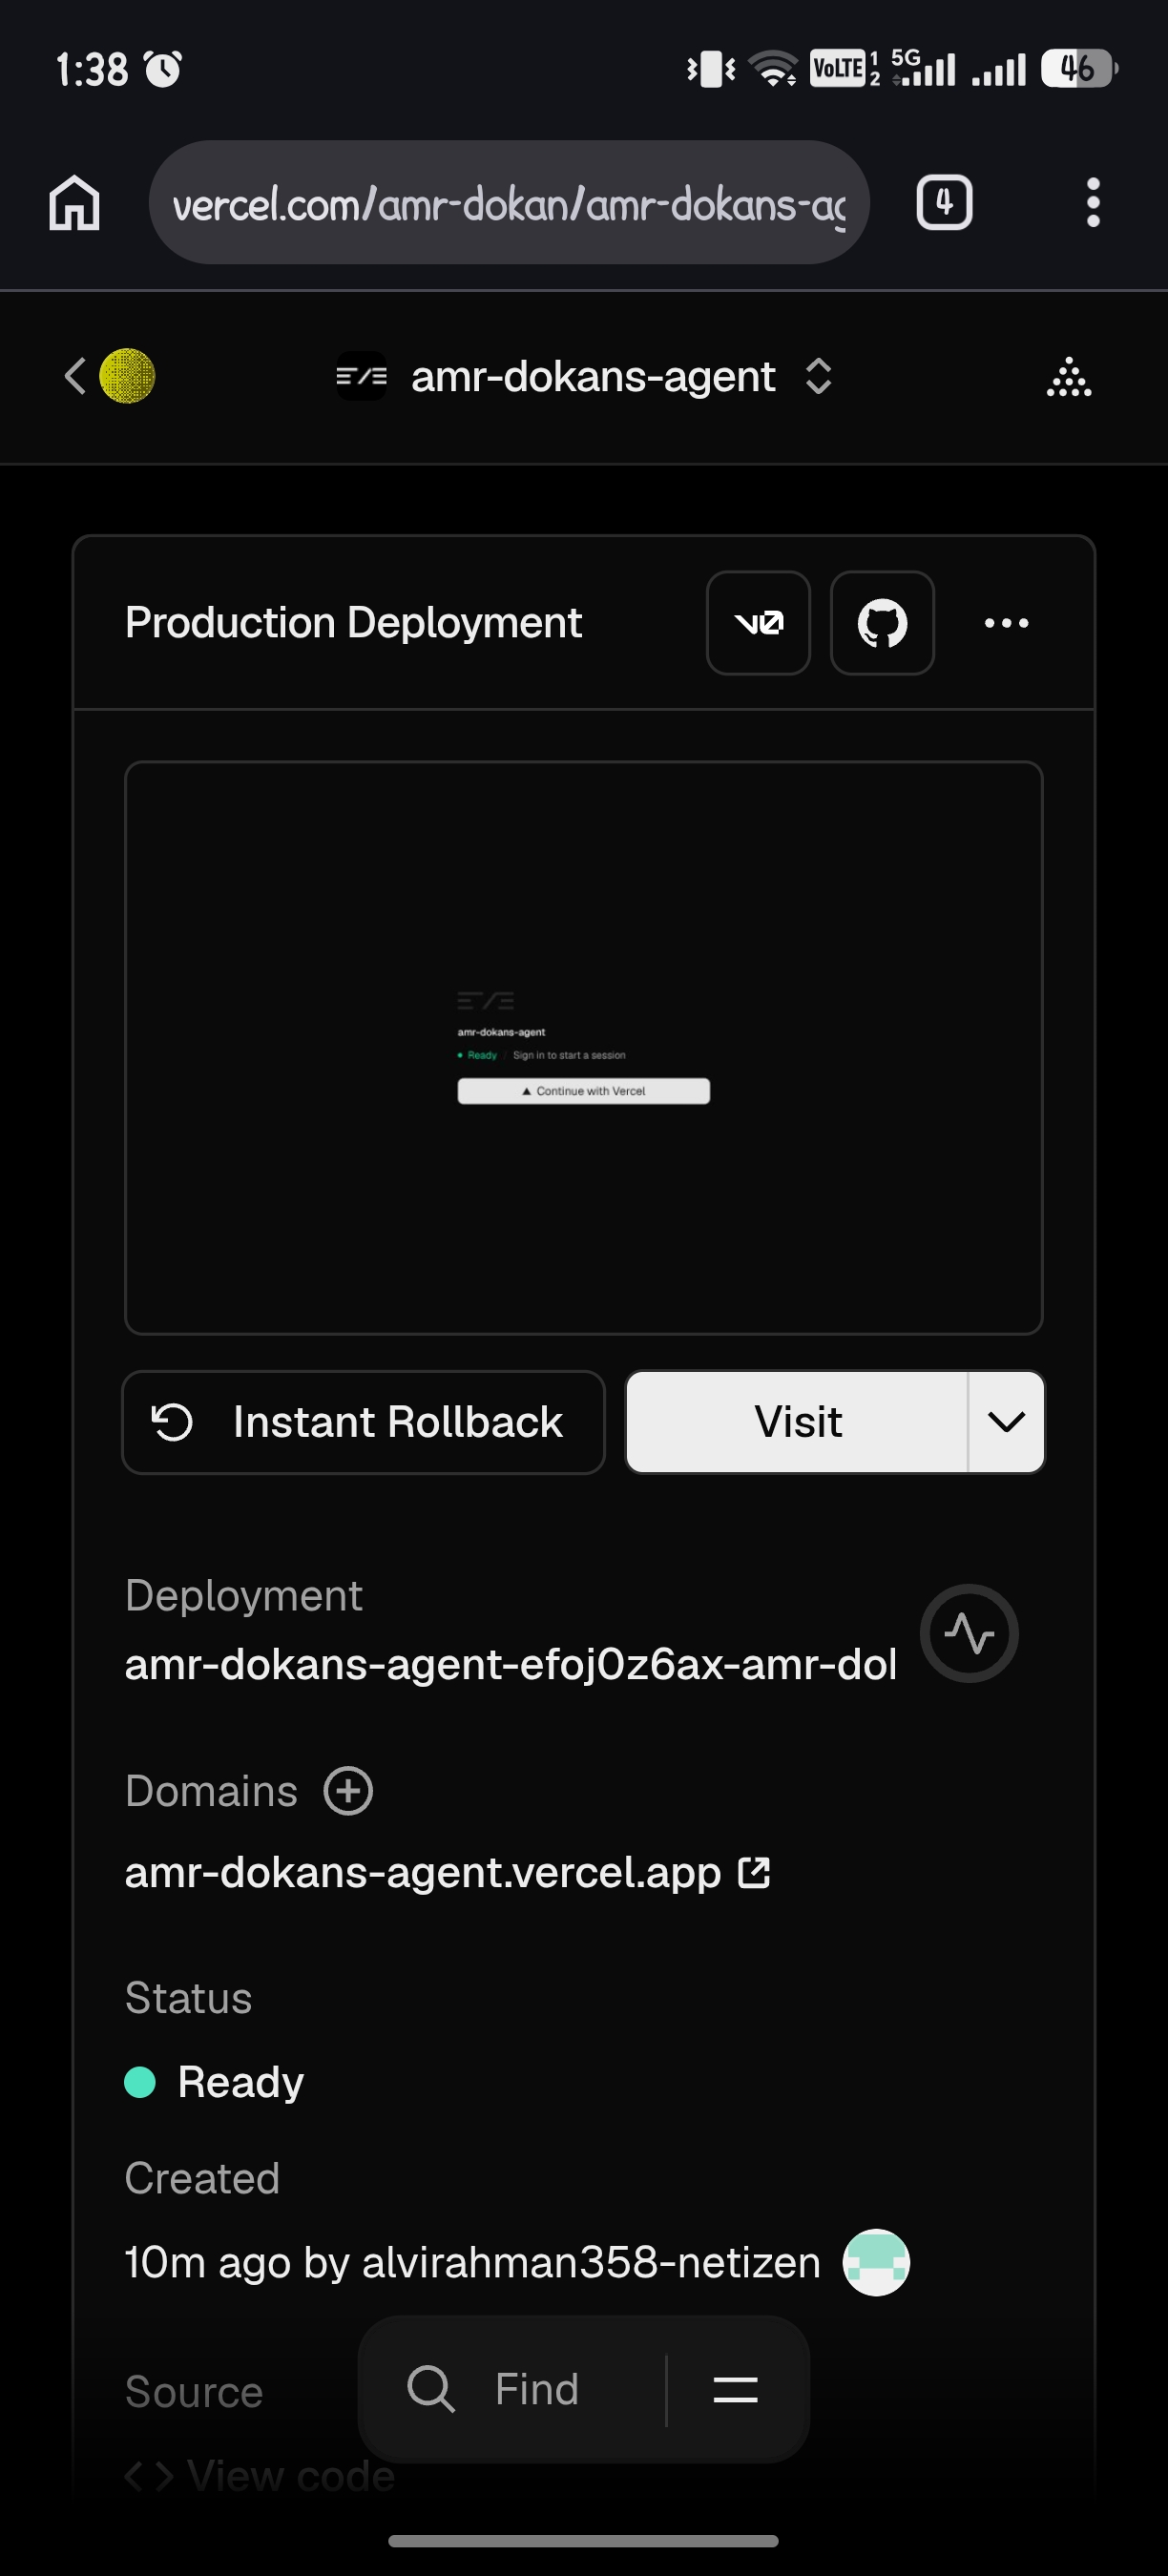 1:38
VoLTE 1 2 5G 46
vercel.com/amr-dokan/amr-dokans-ag
4
amr-dokans-agent
Production Deployment
v0
amr-dokans-agent
Ready / Sign in to start a session
Continue with Vercel
Instant Rollback
Visit
Deployment
amr-dokans-agent-efoj0z6ax-amr-dol
Domains
amr-dokans-agent.vercel.app
Status
Ready
Created
10m ago by alvirahman358-netizen
Source
Find
View code